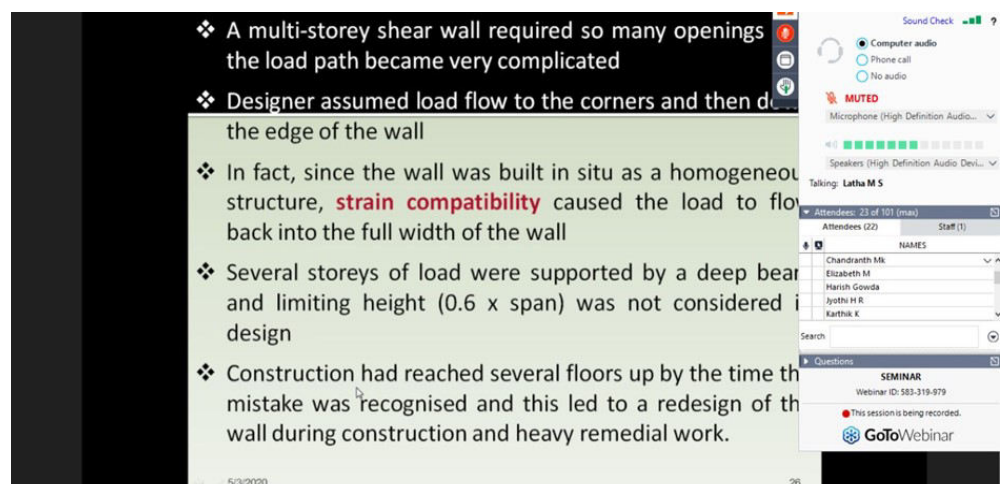 ❖ A multi-storey shear wall required so many openings
the load path became very complicated
❖ Designer assumed load flow to the corners and then
the edge of the wall
❖ In fact, since the wall was built in situ as a
structure, strain compatibility caused the load to
back into the full width of the wall
❖ Several storeys of load were supported by a deep
and limiting height (0.6 x span) was not considered
design
❖ Construction had reached several floors up by the time
mistake was recognised and this led to a redesign of
wall during construction and heavy remedial work.
5/3/2020
26
Sound Check
?
Computer audio
Phone call
No audio
MUTED
Microphone (High Definition Audio...
Speakers (High Definition Audio Devi...
Talking: Latha M S
Attendees: 23 of 101 (max)
Attendees (22)
Staff (1)
NAMES
Chandranth Mk
Elizabeth M
Harish Gowda
Jyothi H R
Karthik K
Search
Questions
SEMINAR
Webinar ID: 583-319-979
This session is being recorded.
GoToWebinar